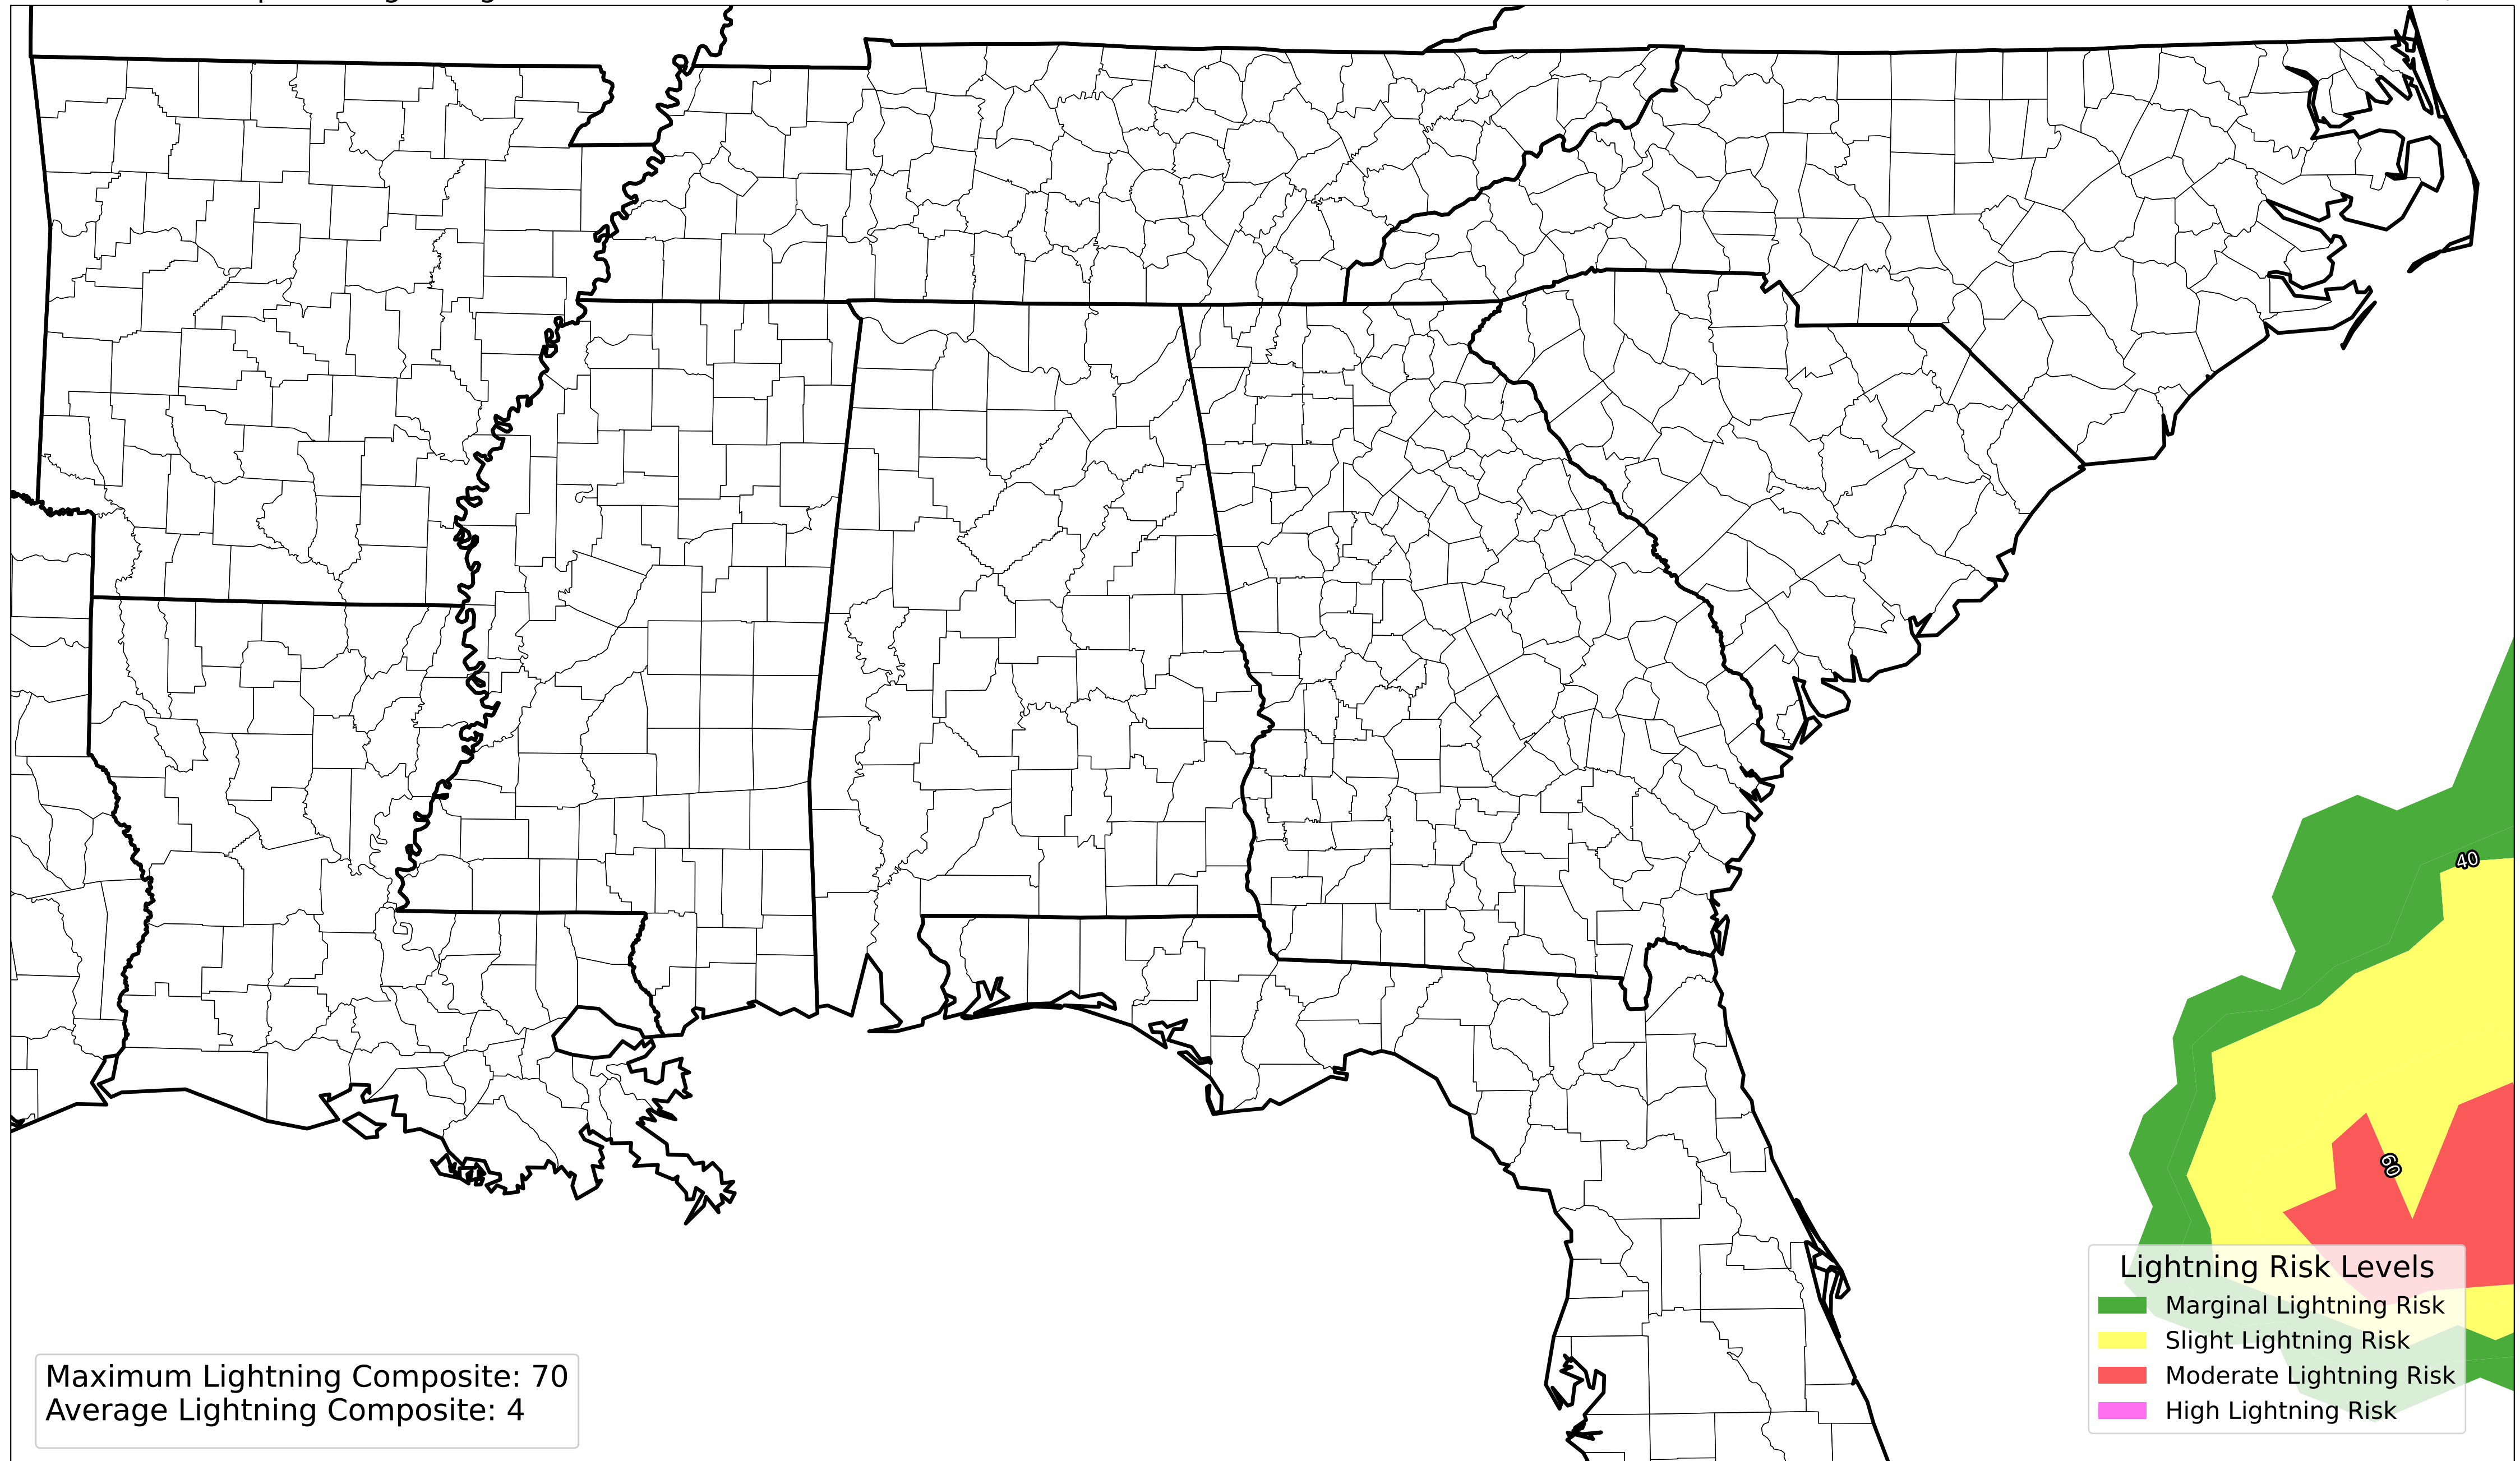 40
60
Lightning Risk Levels
Marginal Lightning Risk
Slight Lightning Risk
Moderate Lightning Risk
High Lightning Risk
Maximum Lightning Composite: 70
Average Lightning Composite: 4